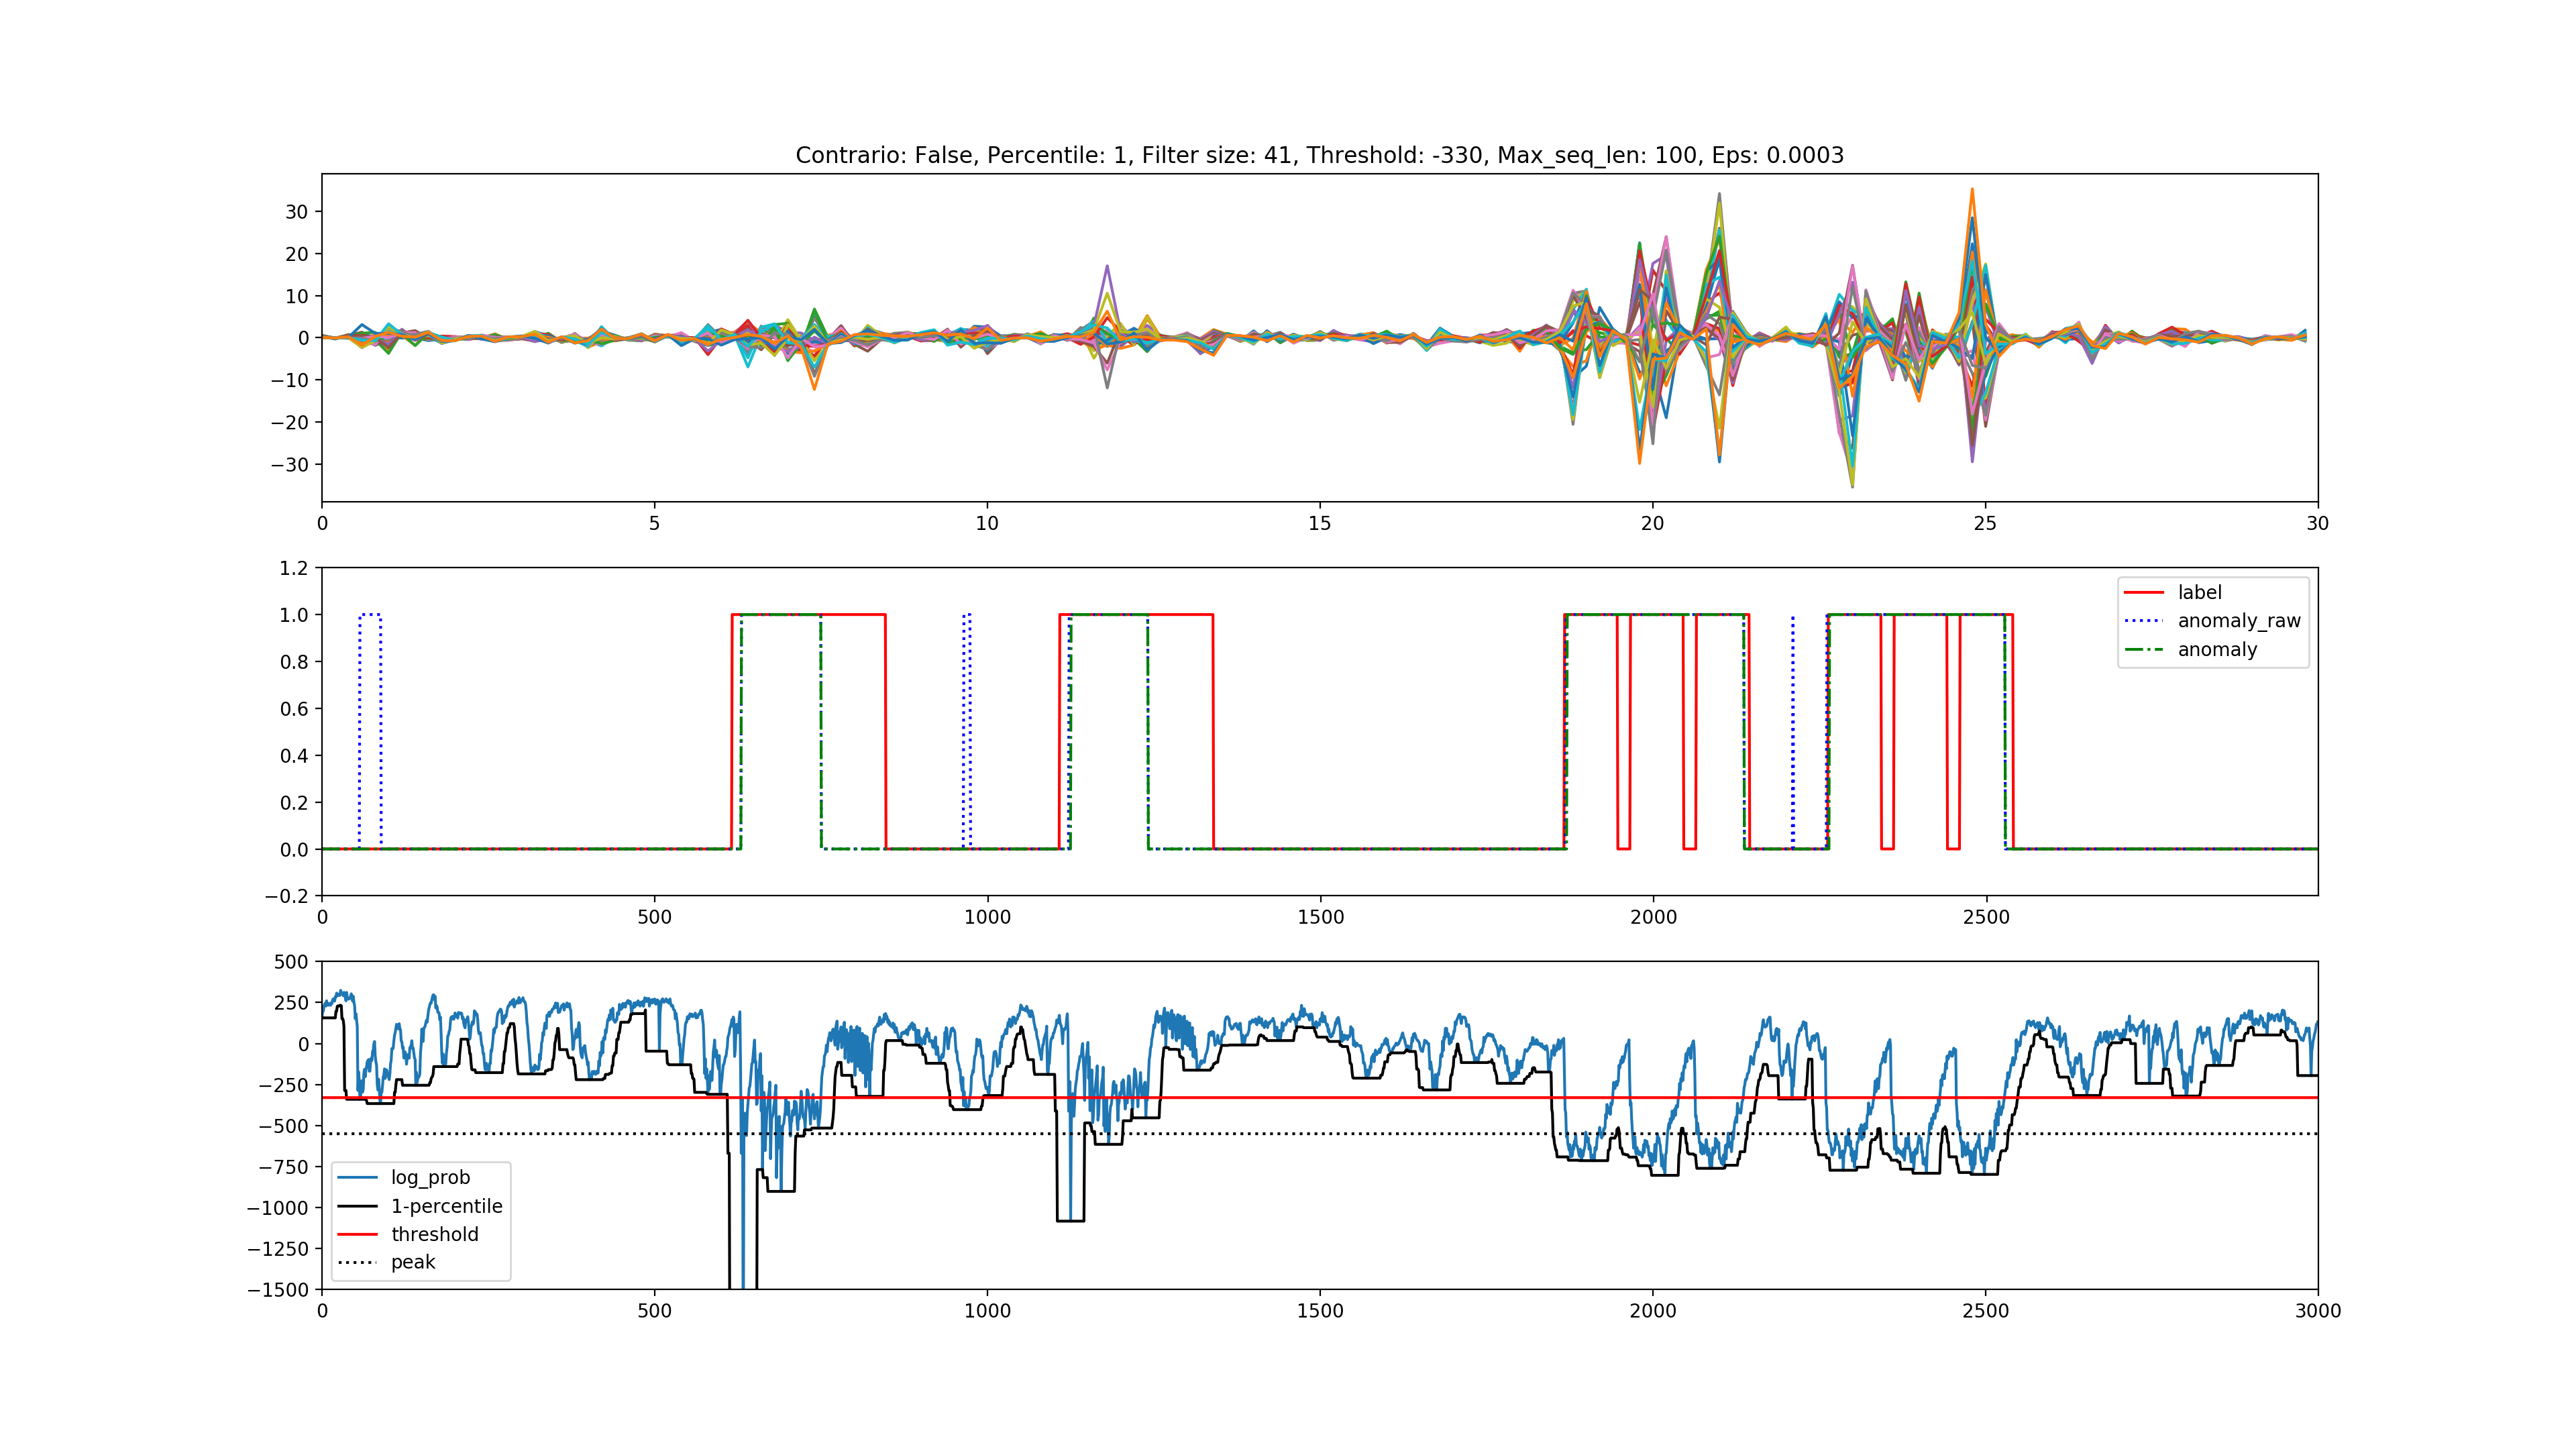 Contrario: False, Percentile: 1, Filter size: 41, Threshold: -330, Max_seq_len: 100, Eps: 0.0003
30
20
10
0
−10
−20
−30
0 5 10 15 20 25 30
1.2
1.0
0.8
0.6
0.4
0.2
0.0
−0.2
label
anomaly_raw
anomaly
0 500 1000 1500 2000 2500
500
250
0
−250
−500
−750
−1000
−1250
−1500
log_prob
1-percentile
threshold
peak
0 500 1000 1500 2000 2500 3000